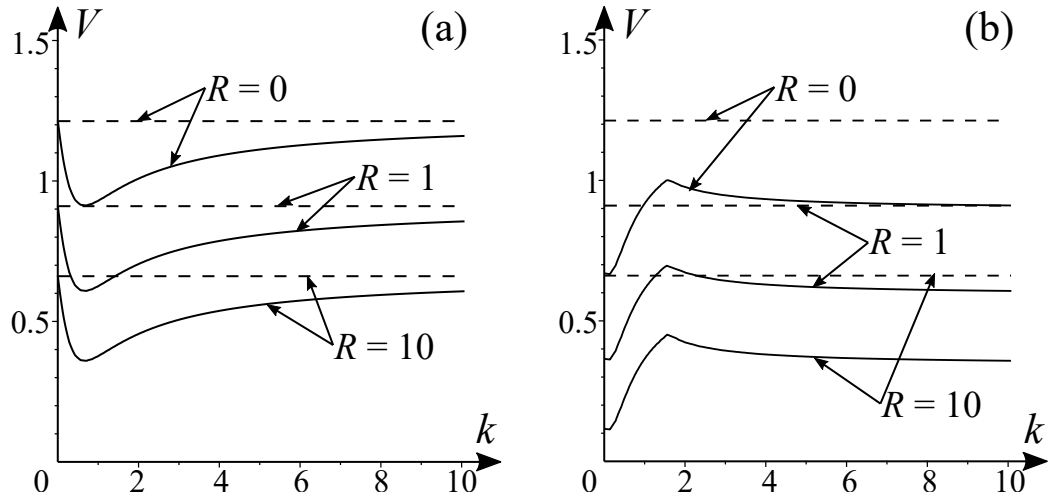 V (a)
1.5
R = 0
1
R = 1
0.5
R = 10
k
0 2 4 6 8 10
V (b)
1.5
R = 0
1
R = 1
0.5
R = 10
k
0 2 4 6 8 10